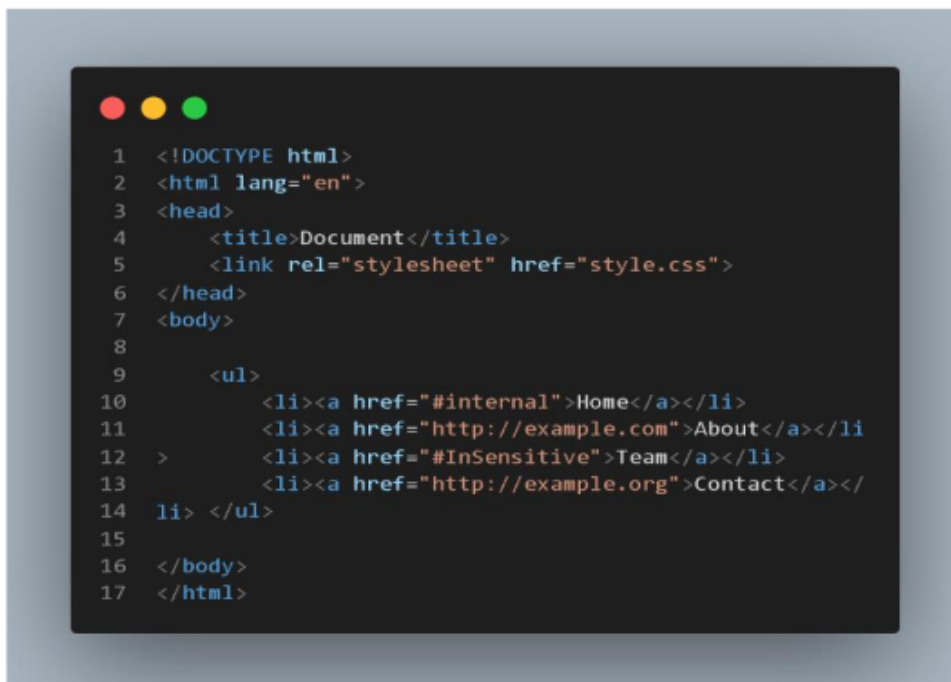 1 <!DOCTYPE html>
2 <html lang="en">
3 <head>
4     <title>Document</title>
5     <link rel="stylesheet" href="style.css">
6 </head>
7 <body>
8
9     <ul>
10         <li><a href="#internal">Home</a></li>
11         <li><a href="http://example.com">About</a></li
12 >       <li><a href="#InSensitive">Team</a></li>
13         <li><a href="http://example.org">Contact</a></
14 li> </ul>
15
16 </body>
17 </html>